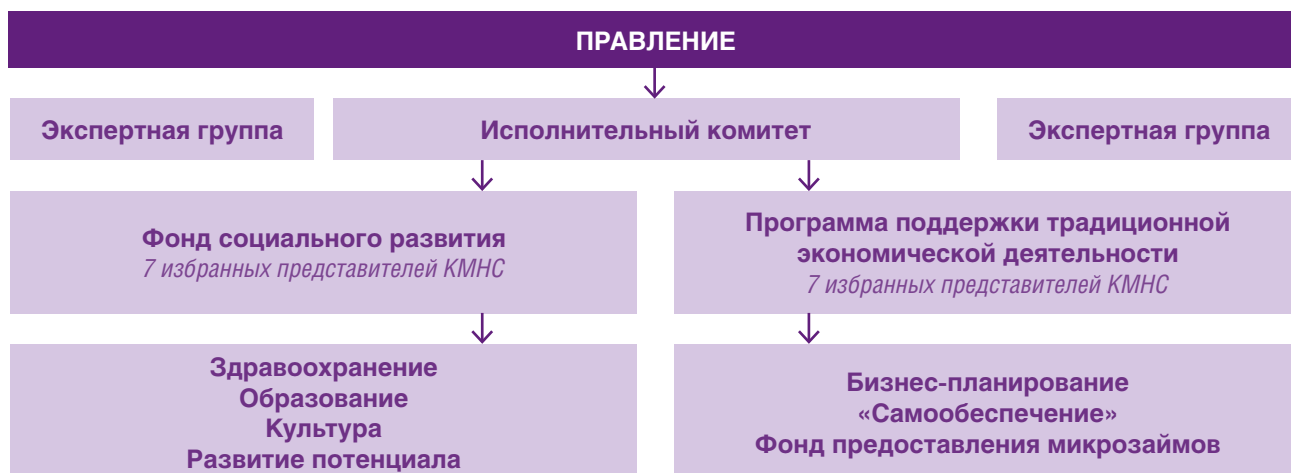 ПРАВЛЕНИЕ
Экспертная группа
Исполнительный комитет
Экспертная группа
Фонд социального развития
7 избранных представителей КМНС
Программа поддержки традиционной
экономической деятельности
7 избранных представителей КМНС
Здравоохранение
Образование
Культура
Развитие потенциала
Бизнес-планирование
«Самообеспечение»
Фонд предоставления микрозаймов